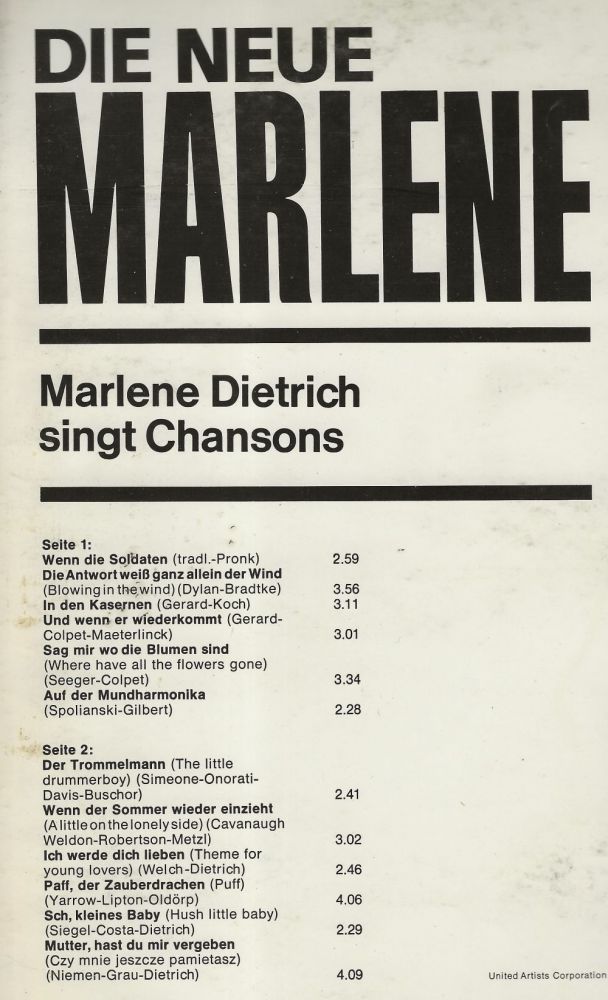 DIE NEUE
MARLENE
Marlene Dietrich
singt Chansons
Seite 1:
Wenn die Soldaten (tradl.-Pronk) 2.59
Die Antwort weiß ganz allein der Wind
(Blowing in the wind) (Dylan-Bradtke) 3.56
In den Kasernen (Gerard-Koch) 3.11
Und wenn er wiederkommt (Gerard-
Colpet-Maeterlinck) 3.01
Sag mir wo die Blumen sind
(Where have all the flowers gone)
(Seeger-Colpet) 3.34
Auf der Mundharmonika
(Spolianski-Gilbert) 2.28
Seite 2:
Der Trommelmann (The little
drummerboy) (Simeone-Onorati-
Davis-Buschor) 2.41
Wenn der Sommer wieder einzieht
(A little on the lonely side) (Cavanaugh
Weldon-Robertson-Metzl) 3.02
Ich werde dich lieben (Theme for
young lovers) (Welch-Dietrich) 2.46
Paff, der Zauberdrachen (Puff)
(Yarrow-Lipton-Oldörp) 4.06
Sch, kleines Baby (Hush little baby)
(Siegel-Costa-Dietrich) 2.29
Mutter, hast du mir vergeben
(Czy mnie jeszcze pamietasz)
(Niemen-Grau-Dietrich) 4.09
United Artists Corporation